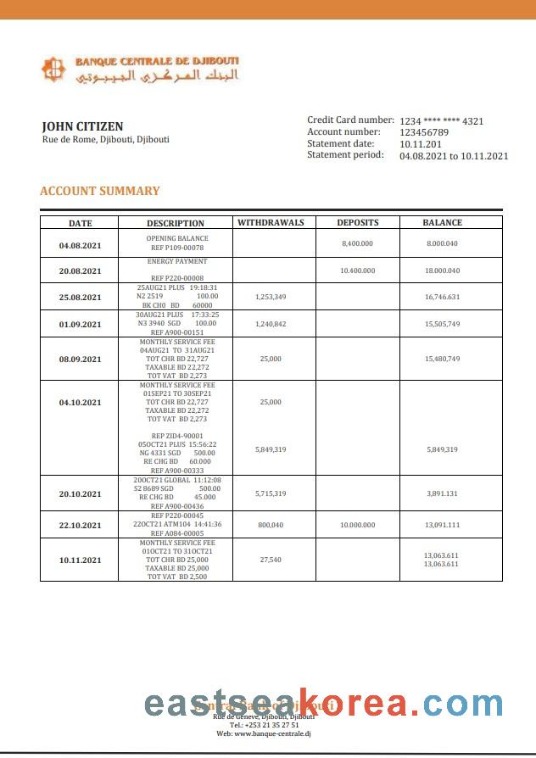 BANQUE CENTRALE DE DJIBOUTI
البنك المركزي الجيبوتي
JOHN CITIZEN
Rue de Rome, Djibouti, Djibouti
Credit Card number: 1234 **** **** 4321
Account number: 123456789
Statement date: 10.11.201
Statement period: 04.08.2021 to 10.11.2021
ACCOUNT SUMMARY
DATE DESCRIPTION WITHDRAWALS DEPOSITS BALANCE
04.08.2021 OPENING BALANCE 8,400.000 8.000.040
REF P109-00078
20.08.2021 ENERGY PAYMENT 10.400.000 18.000.040
REF P220-00008
25.08.2021 25AUG21 PLUS 19:18:31 1,253,349 16,746.631
N2 2519 100.00
BK CH0 BD 60000
01.09.2021 30AUG21 PLUS 17:33:25 1,240,842 15,505,749
N3 3940 SGD 100.00
REF A900-00151
08.09.2021 MONTHLY SERVICE FEE 25,000 15,480,749
04AUG21 TO 31AUG21
TOT CHR BD 22,727
TAXABLE BD 22,272
TOT VAT BD 2,273
04.10.2021 MONTHLY SERVICE FEE 25,000
01SEP21 TO 30SEP21
TOT CHR BD 22,727
TAXABLE BD 22,272
TOT VAT BD 2,273
REP ZID4-90001
05OCT21 PLUS 15:56:22 5,849,319 5,849,319
NG 4331 SGD 500.00
RE CHG BD 60.000
REF A900-00333
20.10.2021 20OCT21 GLOBAL 11:12:08 5,715,319 3,891.131
S2 8689 SGD 500.00
RE CHG BD 45.000
REF A900-00436
22.10.2021 REF P220-00045 800,040 10,000.000 13,091.111
22OCT21 ATM104 14:41:36
REF A084-00005
10.11.2021 MONTHLY SERVICE FEE 27,540 13,063.611
01OCT21 TO 31OCT21 13,063.611
TOT CHR BD 25,000
TAXABLE BD 25,000
TOT VAT BD 2,500
Central Bank of Djibouti
eastseakorea.com
Rue de Geneve, Djibouti, Djibouti
Tel.: +253 21 35 27 51
Web: www.banque-centrale.dj